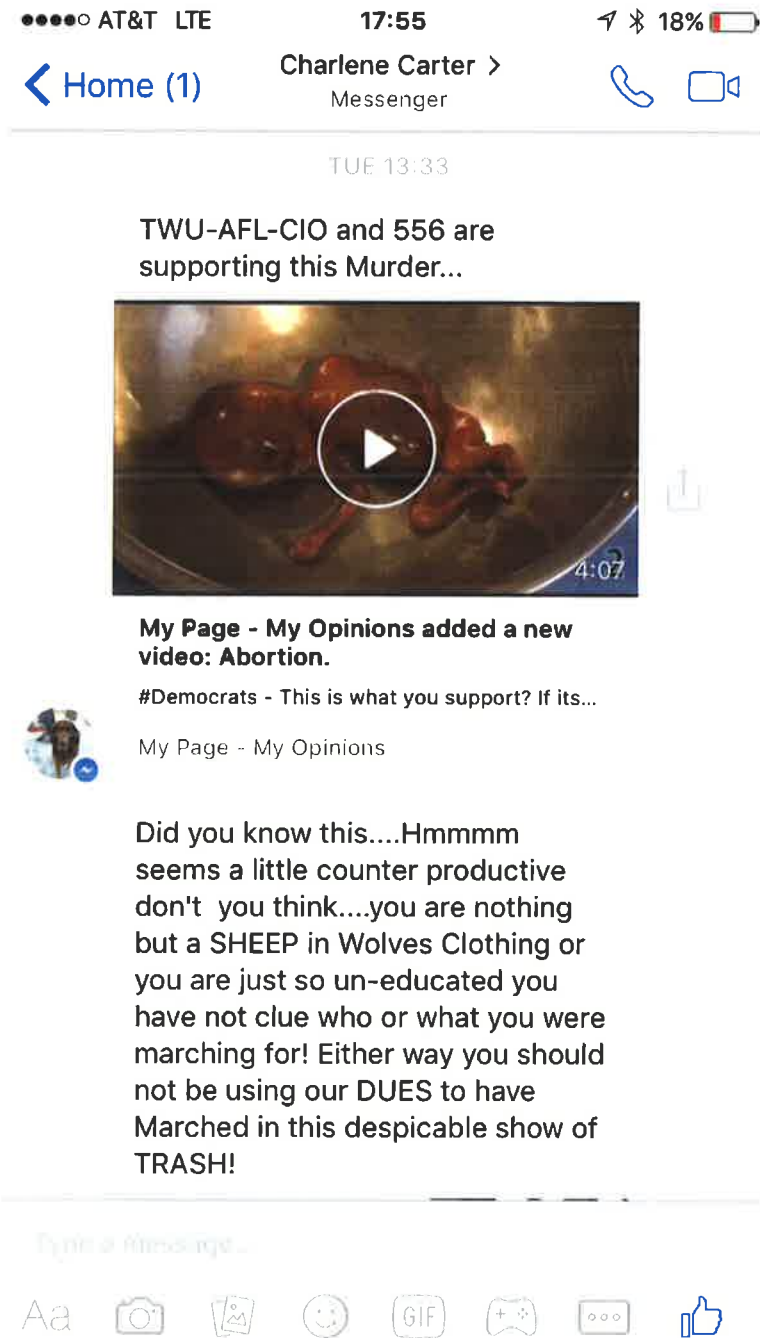 AT&T LTE 17:55 18%
Home (1) Charlene Carter >
Messenger
TUE 13:33
TWU-AFL-CIO and 556 are
supporting this Murder...
4:07
My Page - My Opinions added a new
video: Abortion.
#Democrats - This is what you support? If its...
My Page - My Opinions
Did you know this....Hmmmm
seems a little counter productive
don't you think....you are nothing
but a SHEEP in Wolves Clothing or
you are just so un-educated you
have not clue who or what you were
marching for! Either way you should
not be using our DUES to have
Marched in this despicable show of
TRASH!
Type a message...
Aa GIF